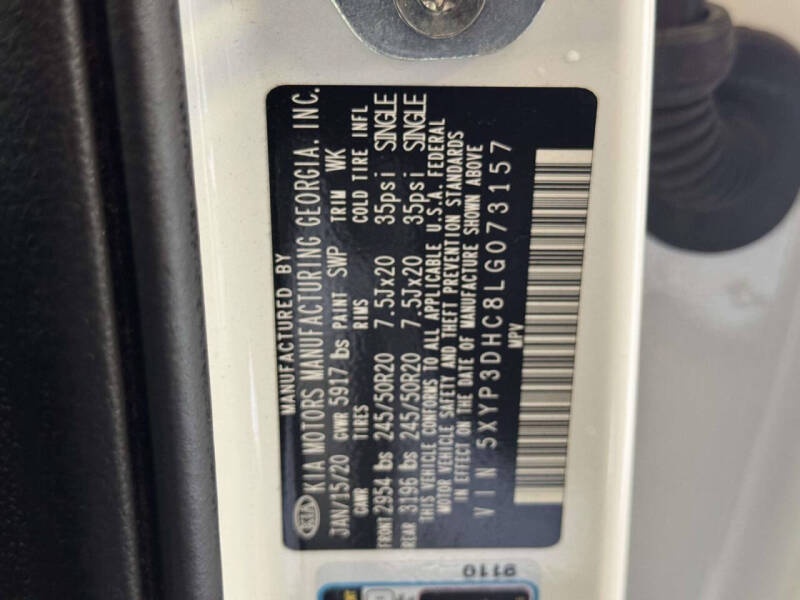 MANUFACTURED BY
KIA KIA MOTORS MANUFACTURING GEORGIA, INC.
JAN/15/20 GVWR 5917 lbs PAINT SWP TRIM WK
GAWR TIRES RIMS COLD TIRE INFL
FRONT 2954 lbs 245/50R20 7.5Jx20 35psi SINGLE
REAR 3196 lbs 245/50R20 7.5Jx20 35psi SINGLE
THIS VEHICLE CONFORMS TO ALL APPLICABLE U.S.A. FEDERAL
MOTOR VEHICLE SAFETY AND THEFT PREVENTION STANDARDS
IN EFFECT ON THE DATE OF MANUFACTURE SHOWN ABOVE
VIN 5XYP3DHC8LG073157
MPV
9110